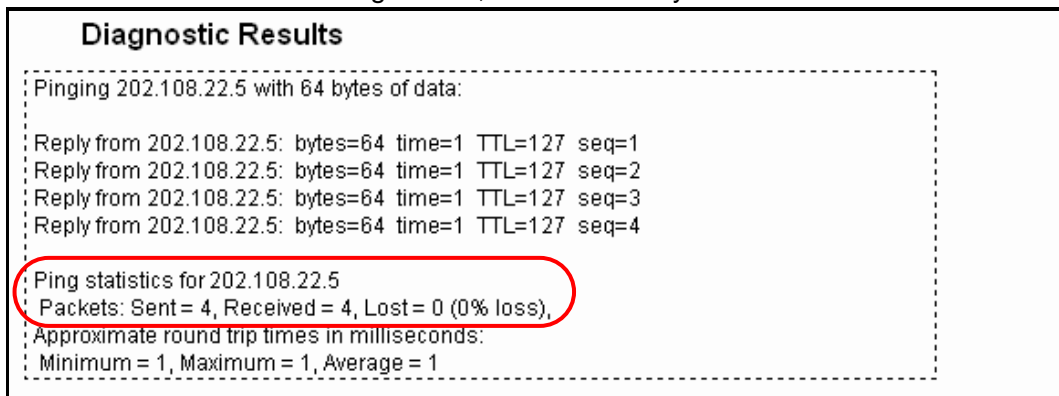 Diagnostic Results
Pinging 202.108.22.5 with 64 bytes of data:
Reply from 202.108.22.5: bytes=64 time=1 TTL=127 seq=1
Reply from 202.108.22.5: bytes=64 time=1 TTL=127 seq=2
Reply from 202.108.22.5: bytes=64 time=1 TTL=127 seq=3
Reply from 202.108.22.5: bytes=64 time=1 TTL=127 seq=4
Ping statistics for 202.108.22.5
Packets: Sent = 4, Received = 4, Lost = 0 (0% loss),
Approximate round trip times in milliseconds:
Minimum = 1, Maximum = 1, Average = 1